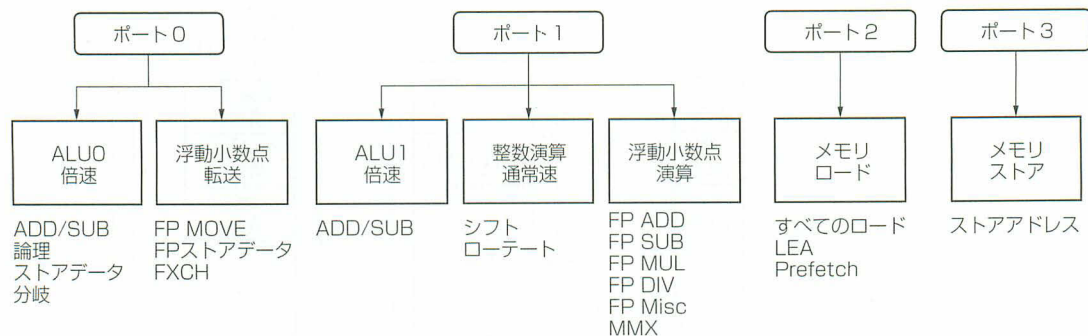 ポート0
ポート1
ポート2
ポート3
ALU0
倍速
浮動小数点
転送
ALU1
倍速
整数演算
通常速
浮動小数点
演算
メモリ
ロード
メモリ
ストア
ADD/SUB
論理
ストアデータ
分岐
FP MOVE
FPストアデータ
FXCH
ADD/SUB
シフト
ローテート
FP ADD
FP SUB
FP MUL
FP DIV
FP Misc
MMX
すべてのロード
LEA
Prefetch
ストアアドレス